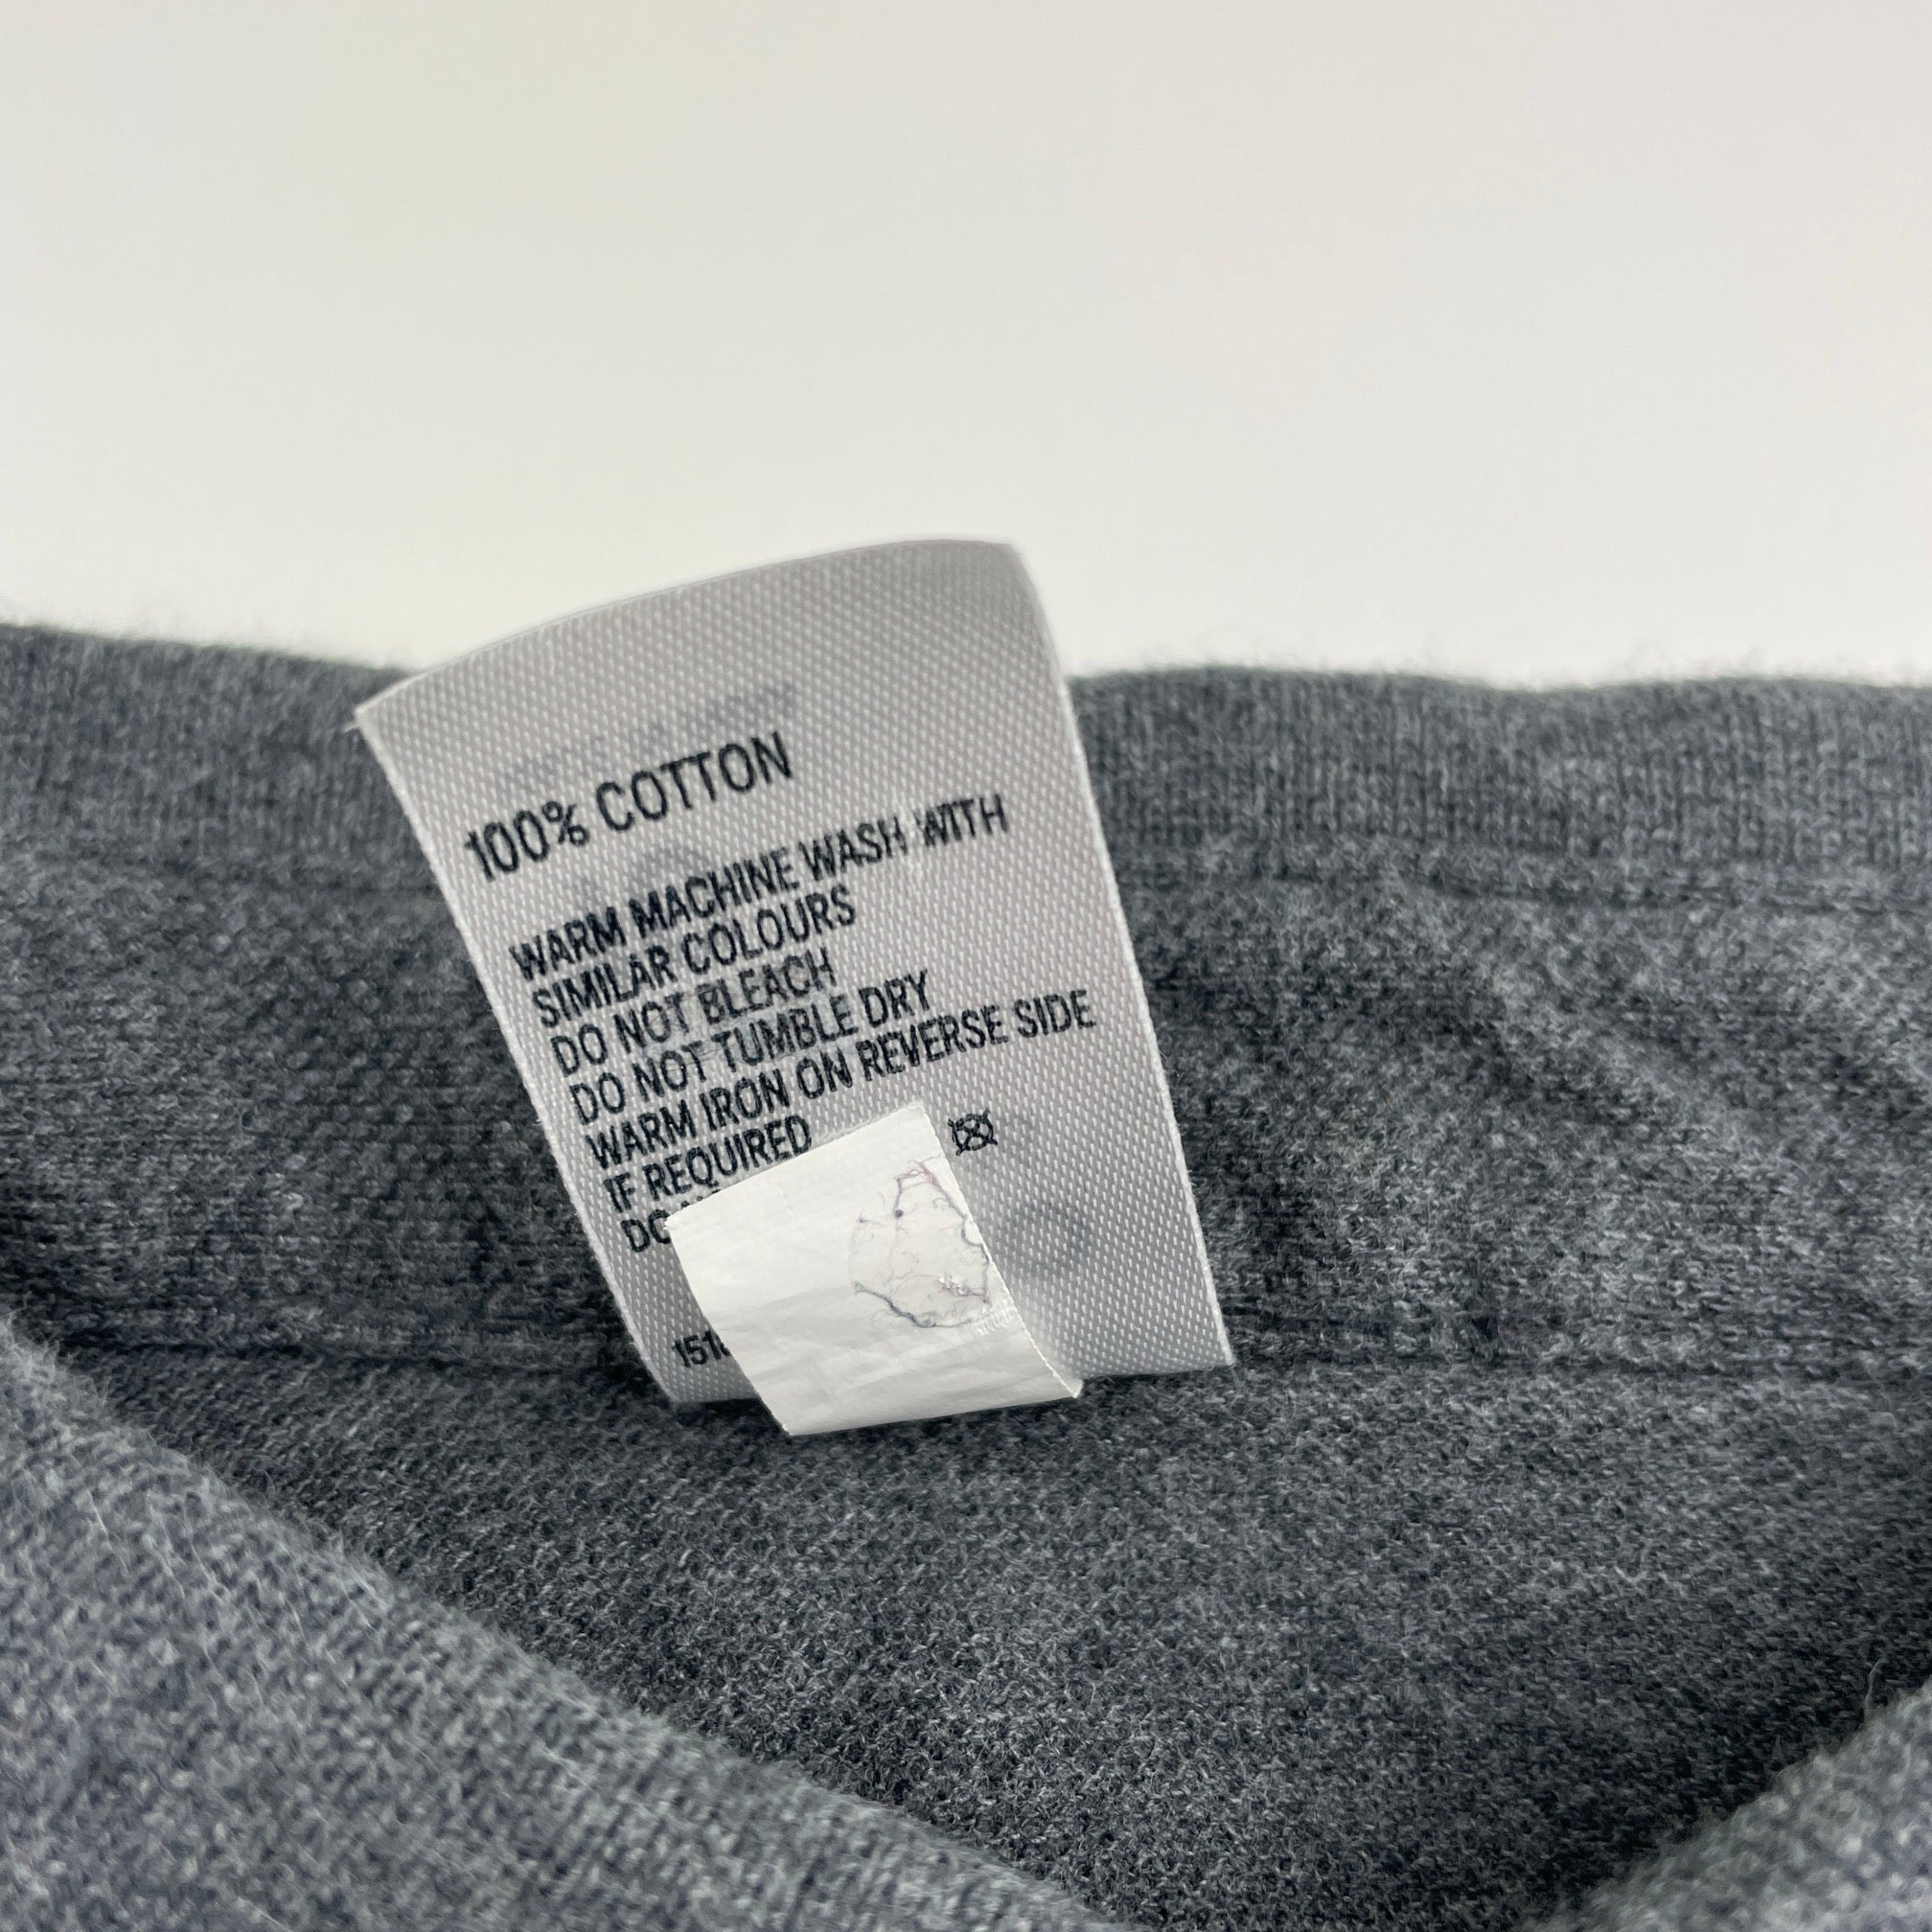 100% COTTON
WARM MACHINE WASH WITH
SIMILAR COLOURS
DO NOT BLEACH
DO NOT TUMBLE DRY
WARM IRON ON REVERSE SIDE
IF REQUIRED
DO